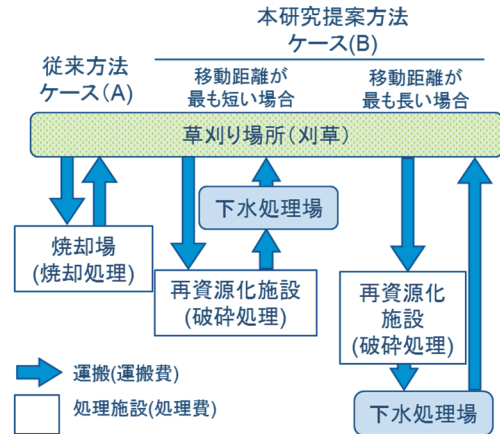 本研究提案方法
ケース(B)
従来方法
ケース(A)
移動距離が
最も短い場合
移動距離が
最も長い場合
草刈り場所(刈草)
下水処理場
焼却場
(焼却処理)
再資源化施設
(破砕処理)
再資源化
施設
(破砕処理)
下水処理場
運搬(運搬費)
処理施設(処理費)